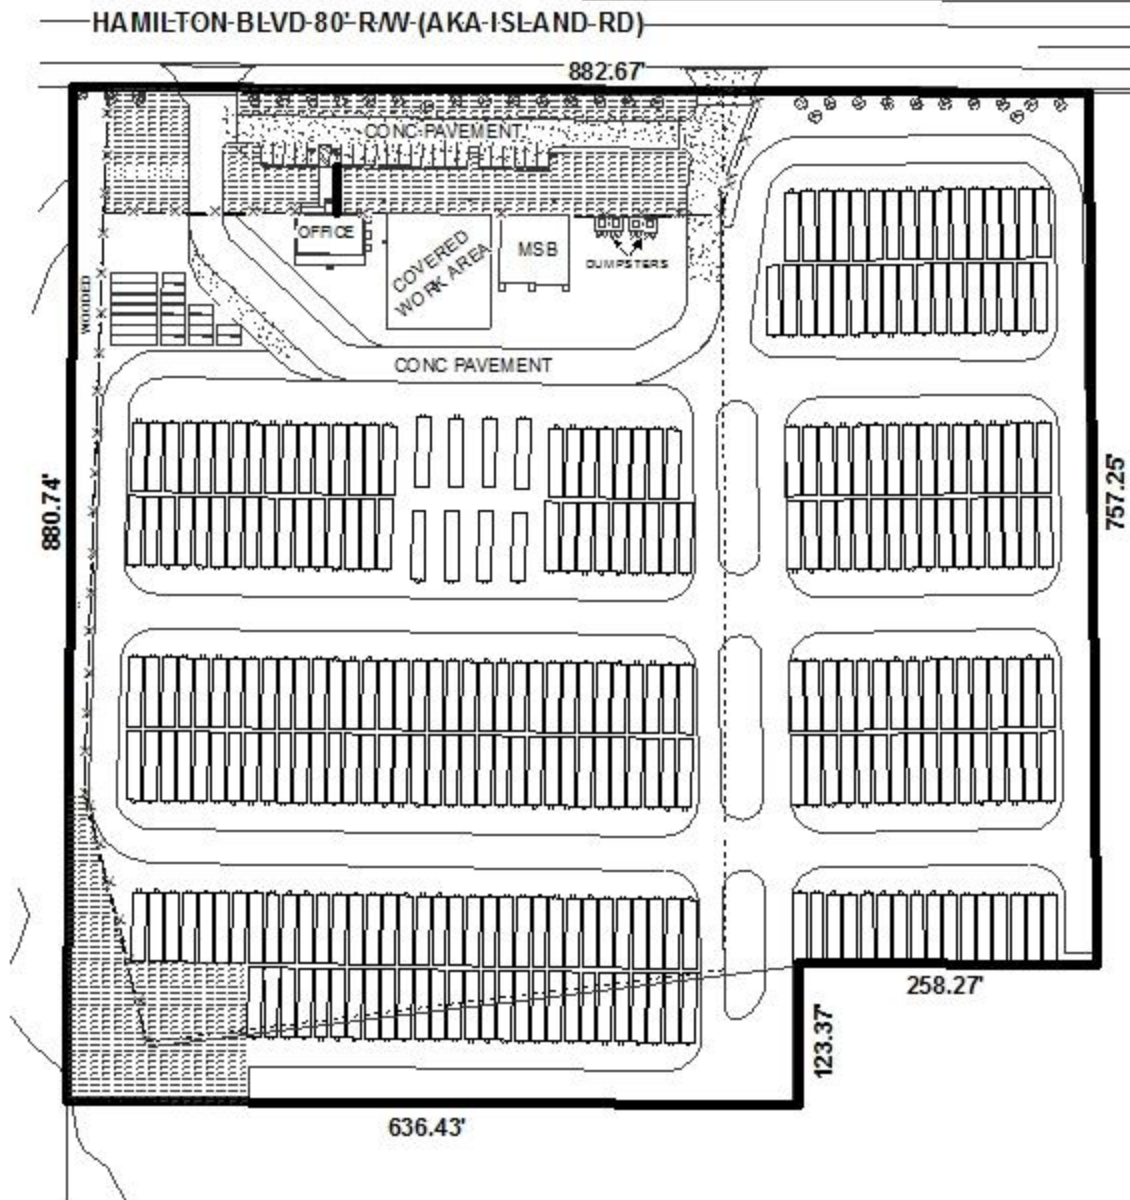 HAMILTON BLVD 80' R/W (AKA ISLAND RD)
882.67'
CONC PAVEMENT
OFFICE
COVERED
WORK AREA
MSB
DUMPSTERS
WOODED
CONC PAVEMENT
880.74'
757.25'
258.27'
123.37'
636.43'